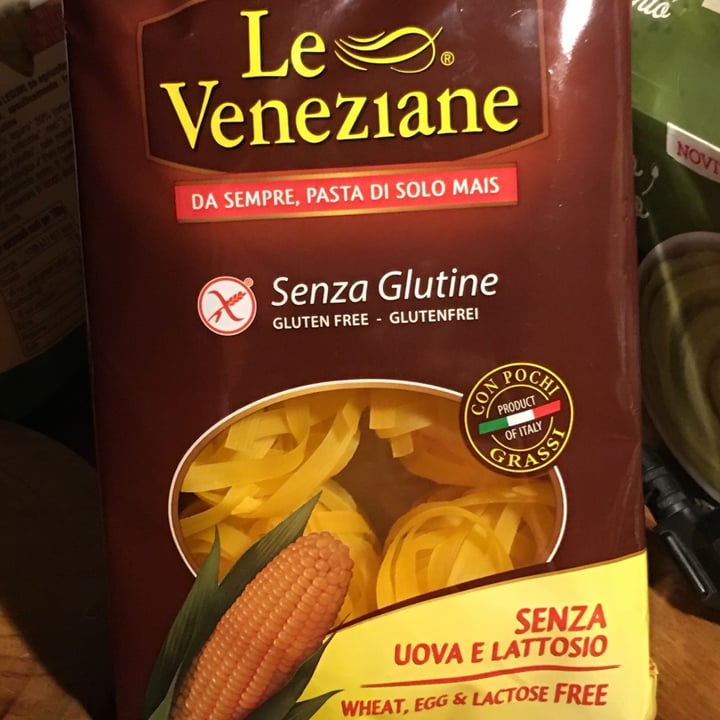 Le
Veneziane
®
DA SEMPRE, PASTA DI SOLO MAIS
Senza Glutine
GLUTEN FREE - GLUTENFREI
CON POCHI
PRODUCT
OF ITALY
GRASSI
SENZA
UOVA E LATTOSIO
WHEAT, EGG & LACTOSE FREE